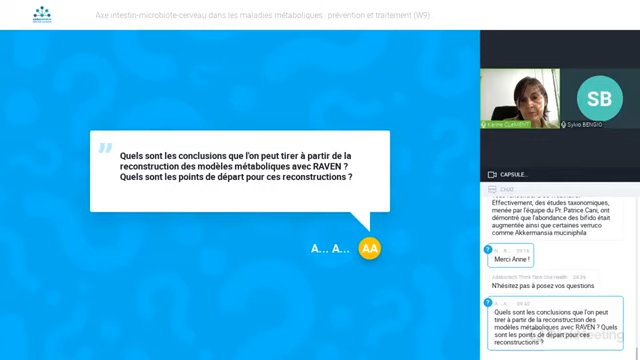 Axe intestin-microbiote-cerveau dans les maladies métaboliques : prévention et traitement (W9)
Quels sont les conclusions que l'on peut tirer à partir de la
reconstruction des modèles métaboliques avec RAVEN ?
Quels sont les points de départ pour ces reconstructions ?
A... A...
AA
Karine CLEMENT
SB
Sylvio BENGIO
CAPSULE...
CHAT
Effectivement, des études taxonomiques,
menée par l'équipe du Pr. Patrice Cani, ont
démontré que l'abondance des bifido était
augmentée ainsi que certaines verruco
comme Akkermansia muciniphila
Merci Anne !
N'hésitez pas à posez vos questions
Quels sont les conclusions que l'on peut
tirer à partir de la reconstruction des
modèles métaboliques avec RAVEN ? Quels
sont les points de départ pour ces
reconstructions ?